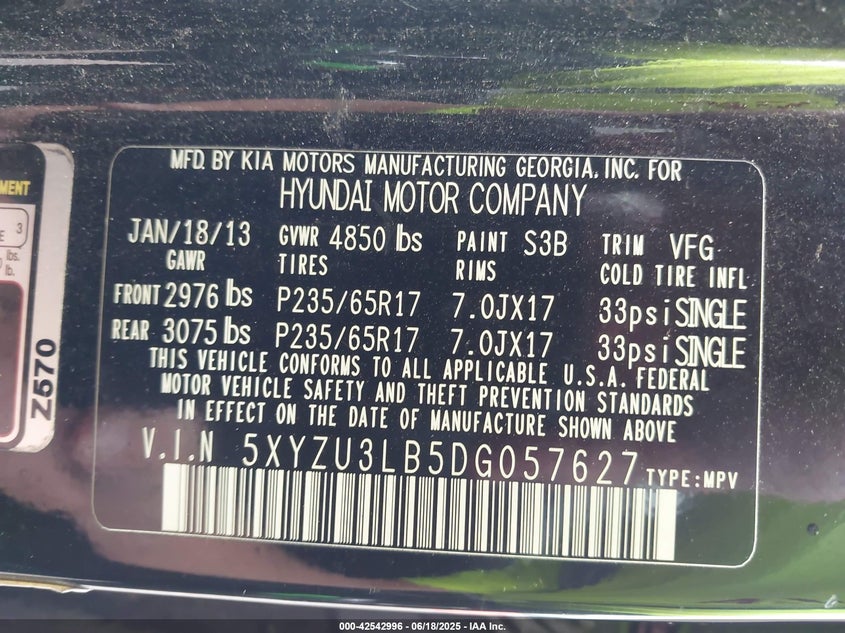 MENT
E 3
lbs.
lb.
Z570
MFD. BY KIA MOTORS MANUFACTURING GEORGIA, INC. FOR
HYUNDAI MOTOR COMPANY
JAN/18/13 GVWR 4850 lbs PAINT S3B TRIM VFG
GAWR TIRES RIMS COLD TIRE INFL
FRONT 2976 lbs P235/65R17 7.0JX17 33psi SINGLE
REAR 3075 lbs P235/65R17 7.0JX17 33psi SINGLE
THIS VEHICLE CONFORMS TO ALL APPLICABLE U.S.A. FEDERAL
MOTOR VEHICLE SAFETY AND THEFT PREVENTION STANDARDS
IN EFFECT ON THE DATE OF MANUFACTURE SHOWN ABOVE
V.I.N 5XYZU3LB5DG057627 TYPE:MPV
000-42542996 - 06/18/2025 - IAA Inc.